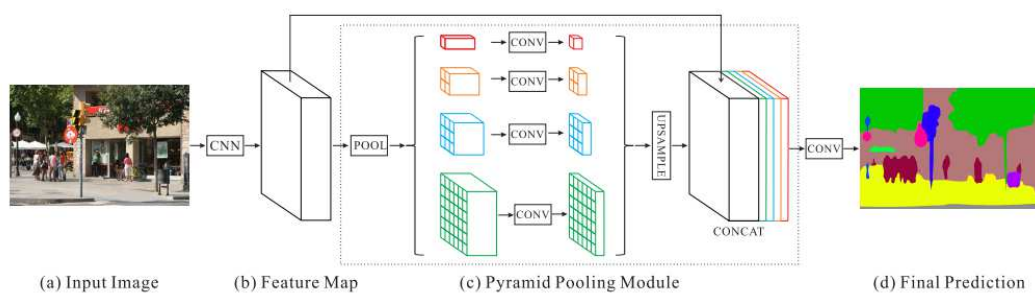 CONV
CONV
CNN
POOL
CONV
UPSAMPLE
CONV
CONV
CONCAT
(a) Input Image
(b) Feature Map
(c) Pyramid Pooling Module
(d) Final Prediction